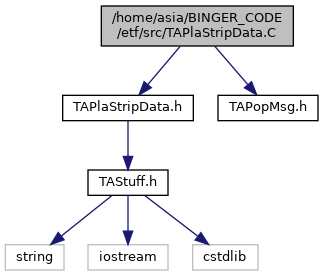 /home/asia/BINGER_CODE
/etf/src/TAPlaStripData.C
TAPlaStripData.h
TAPopMsg.h
TAStuff.h
string
iostream
cstdlib